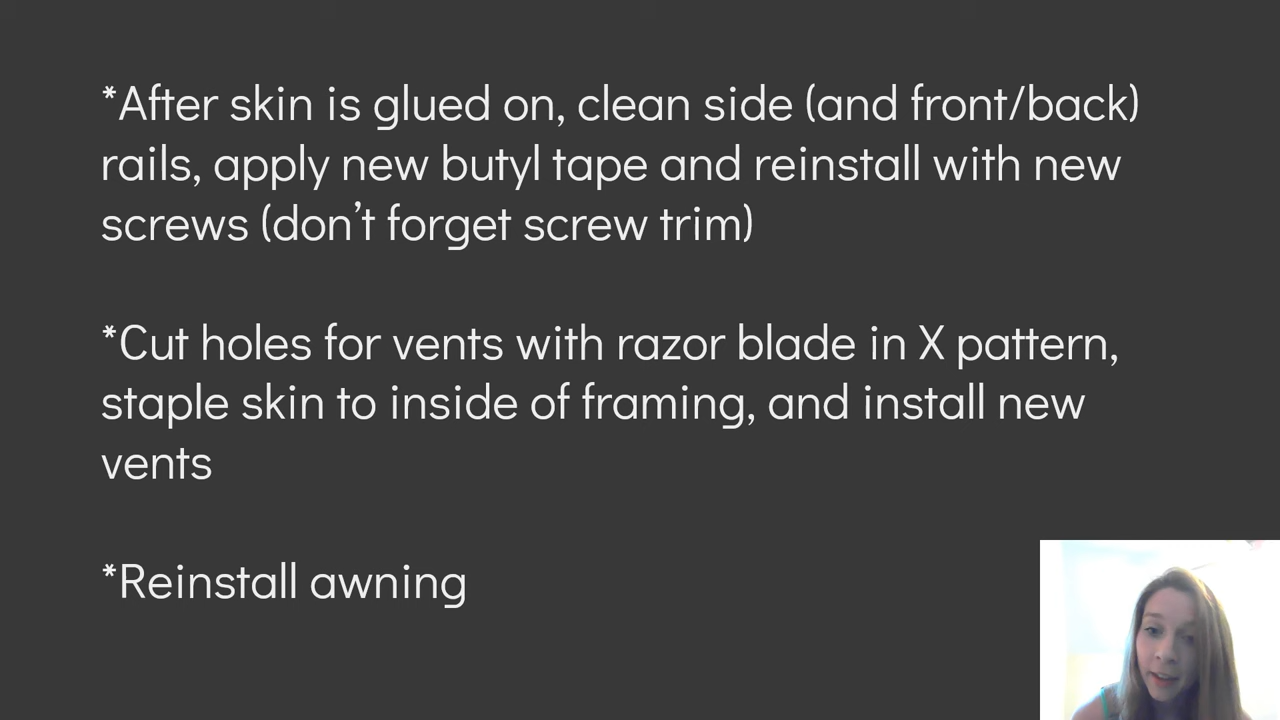 *After skin is glued on, clean side (and front/back)
rails, apply new butyl tape and reinstall with new
screws (don’t forget screw trim)
*Cut holes for vents with razor blade in X pattern,
staple skin to inside of framing, and install new
vents
*Reinstall awning